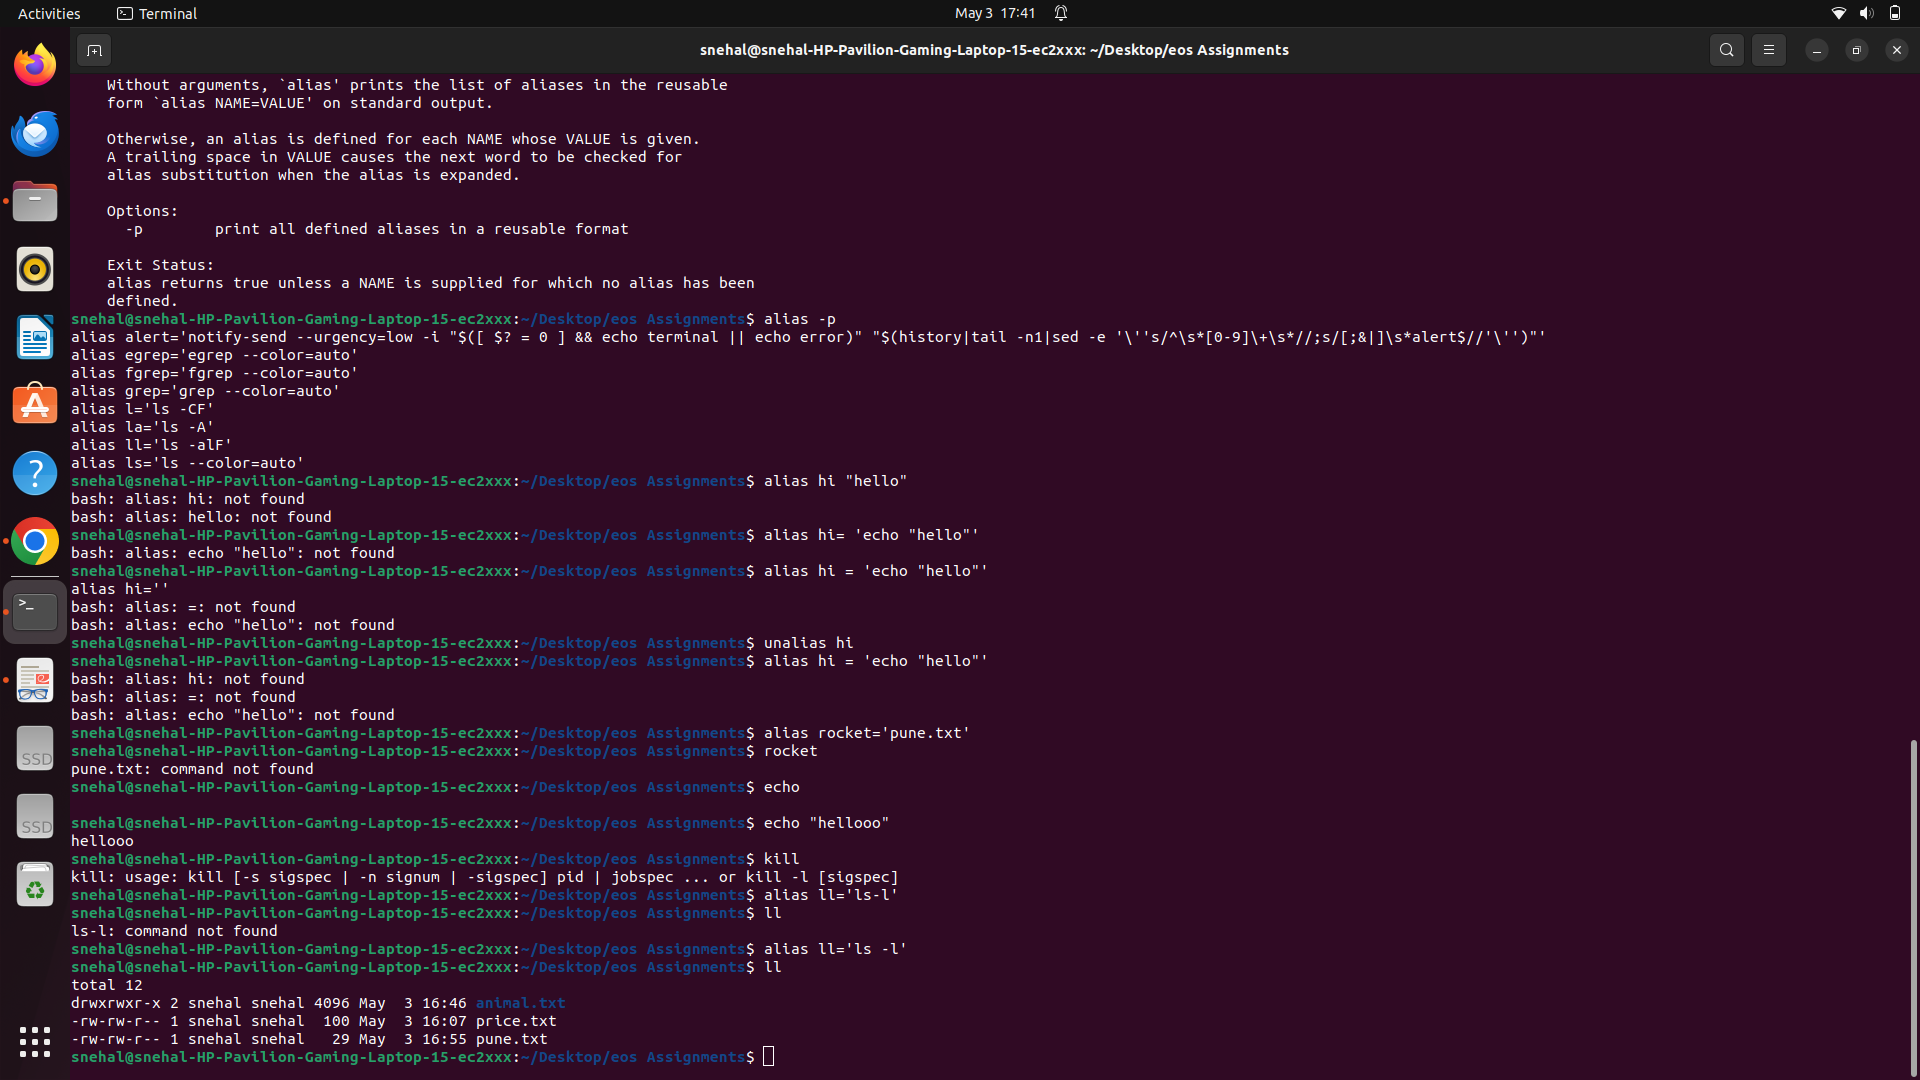 Activities Terminal May 3 17:41
snehal@snehal-HP-Pavilion-Gaming-Laptop-15-ec2xxx: ~/Desktop/eos Assignments
Without arguments, `alias' prints the list of aliases in the reusable
form `alias NAME=VALUE' on standard output.
Otherwise, an alias is defined for each NAME whose VALUE is given.
A trailing space in VALUE causes the next word to be checked for
alias substitution when the alias is expanded.
Options:
-p print all defined aliases in a reusable format
Exit Status:
alias returns true unless a NAME is supplied for which no alias has been
defined.
snehal@snehal-HP-Pavilion-Gaming-Laptop-15-ec2xxx:~/Desktop/eos Assignments$ alias -p
alias alert='notify-send --urgency=low -i "$([ $? = 0 ] && echo terminal || echo error)" "$(history|tail -n1|sed -e '\''s/^\s*[0-9]\+\s*//;s/[;&|]\s*alert$//'\'')"'
alias egrep='egrep --color=auto'
alias fgrep='fgrep --color=auto'
alias grep='grep --color=auto'
alias l='ls -CF'
alias la='ls -A'
alias ll='ls -alF'
alias ls='ls --color=auto'
snehal@snehal-HP-Pavilion-Gaming-Laptop-15-ec2xxx:~/Desktop/eos Assignments$ alias hi "hello"
bash: alias: hi: not found
bash: alias: hello: not found
snehal@snehal-HP-Pavilion-Gaming-Laptop-15-ec2xxx:~/Desktop/eos Assignments$ alias hi= 'echo "hello"'
bash: alias: echo "hello": not found
snehal@snehal-HP-Pavilion-Gaming-Laptop-15-ec2xxx:~/Desktop/eos Assignments$ alias hi = 'echo "hello"'
alias hi=''
bash: alias: =: not found
bash: alias: echo "hello": not found
snehal@snehal-HP-Pavilion-Gaming-Laptop-15-ec2xxx:~/Desktop/eos Assignments$ unalias hi
snehal@snehal-HP-Pavilion-Gaming-Laptop-15-ec2xxx:~/Desktop/eos Assignments$ alias hi = 'echo "hello"'
bash: alias: hi: not found
bash: alias: =: not found
bash: alias: echo "hello": not found
snehal@snehal-HP-Pavilion-Gaming-Laptop-15-ec2xxx:~/Desktop/eos Assignments$ alias rocket='pune.txt'
snehal@snehal-HP-Pavilion-Gaming-Laptop-15-ec2xxx:~/Desktop/eos Assignments$ rocket
pune.txt: command not found
snehal@snehal-HP-Pavilion-Gaming-Laptop-15-ec2xxx:~/Desktop/eos Assignments$ echo
snehal@snehal-HP-Pavilion-Gaming-Laptop-15-ec2xxx:~/Desktop/eos Assignments$ echo "hellooo"
hellooo
snehal@snehal-HP-Pavilion-Gaming-Laptop-15-ec2xxx:~/Desktop/eos Assignments$ kill
kill: usage: kill [-s sigspec | -n signum | -sigspec] pid | jobspec ... or kill -l [sigspec]
snehal@snehal-HP-Pavilion-Gaming-Laptop-15-ec2xxx:~/Desktop/eos Assignments$ alias ll='ls-l'
snehal@snehal-HP-Pavilion-Gaming-Laptop-15-ec2xxx:~/Desktop/eos Assignments$ ll
ls-l: command not found
snehal@snehal-HP-Pavilion-Gaming-Laptop-15-ec2xxx:~/Desktop/eos Assignments$ alias ll='ls -l'
snehal@snehal-HP-Pavilion-Gaming-Laptop-15-ec2xxx:~/Desktop/eos Assignments$ ll
total 12
drwxrwxr-x 2 snehal snehal 4096 May  3 16:46 animal.txt
-rw-rw-r-- 1 snehal snehal  100 May  3 16:07 price.txt
-rw-rw-r-- 1 snehal snehal   29 May  3 16:55 pune.txt
snehal@snehal-HP-Pavilion-Gaming-Laptop-15-ec2xxx:~/Desktop/eos Assignments$
SSD
SSD